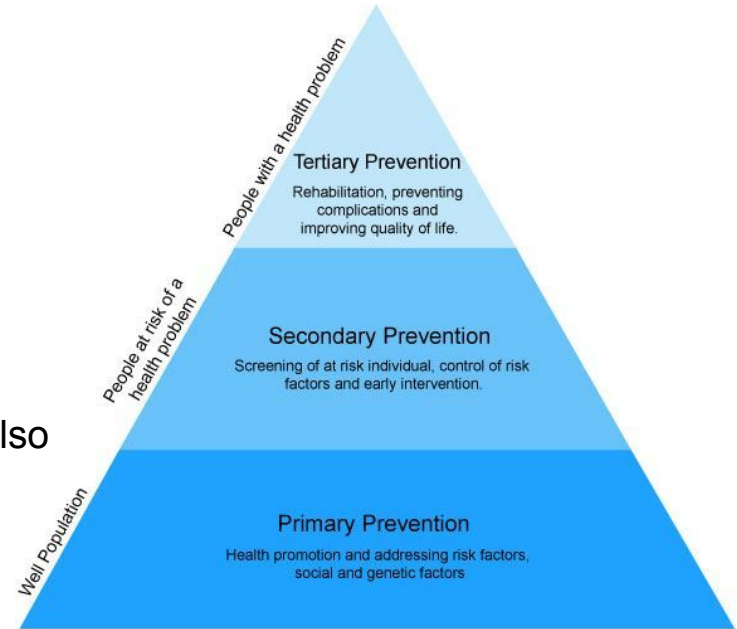 People with a health problem
Tertiary Prevention
Rehabilitation, preventing
complications and
improving quality of life.
People at risk of a
health problem
Secondary Prevention
Screening of at risk individual, control of risk
factors and early intervention.
lso
Well Population
Primary Prevention
Health promotion and addressing risk factors,
social and genetic factors